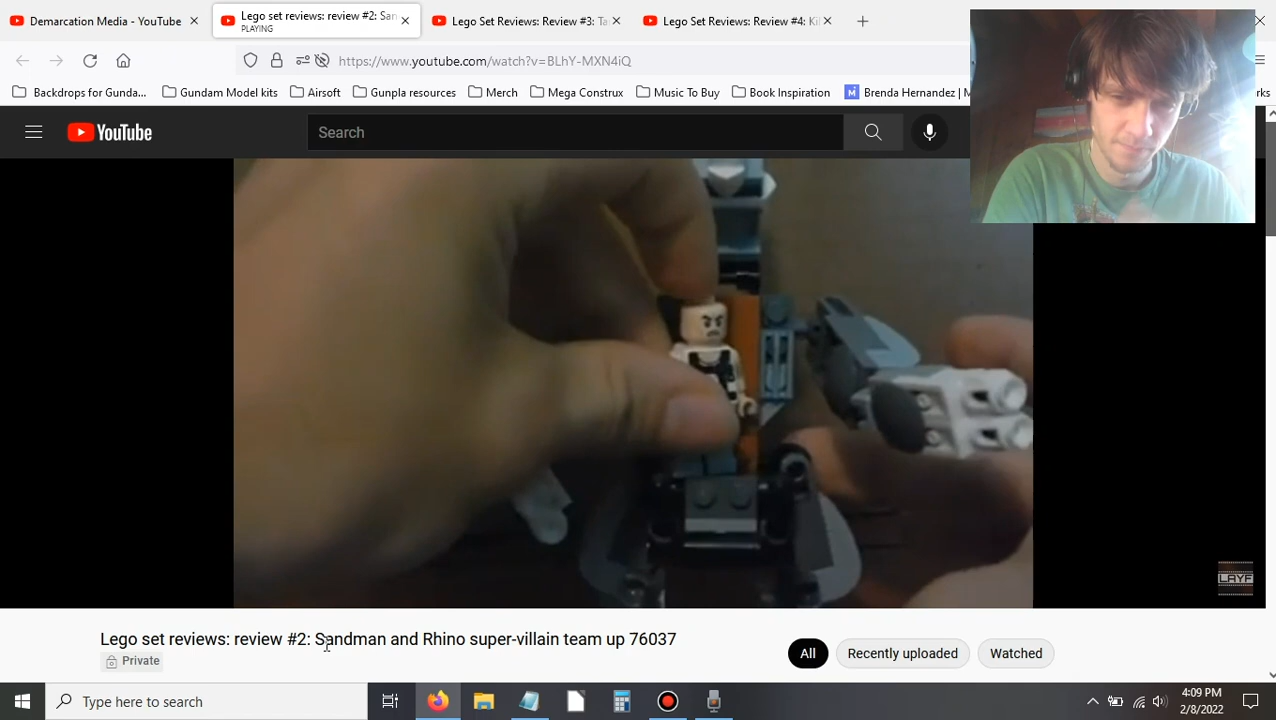 Demarcation Media - YouTube
Lego set reviews: review #2: San
PLAYING
Lego Set Reviews: Review #3: Ta
Lego Set Reviews: Review #4: Ki
https://www.youtube.com/watch?v=BLhY-MXN4iQ
Backdrops for Gunda...
Gundam Model kits
Airsoft
Gunpla resources
Merch
Mega Construx
Music To Buy
Book Inspiration
M
Brenda Hernandez | M
rks
YouTube
Search
LAYF
Lego set reviews: review #2: Sandman and Rhino super-villain team up 76037
Private
All
Recently uploaded
Watched
Type here to search
4:09 PM
2/8/2022